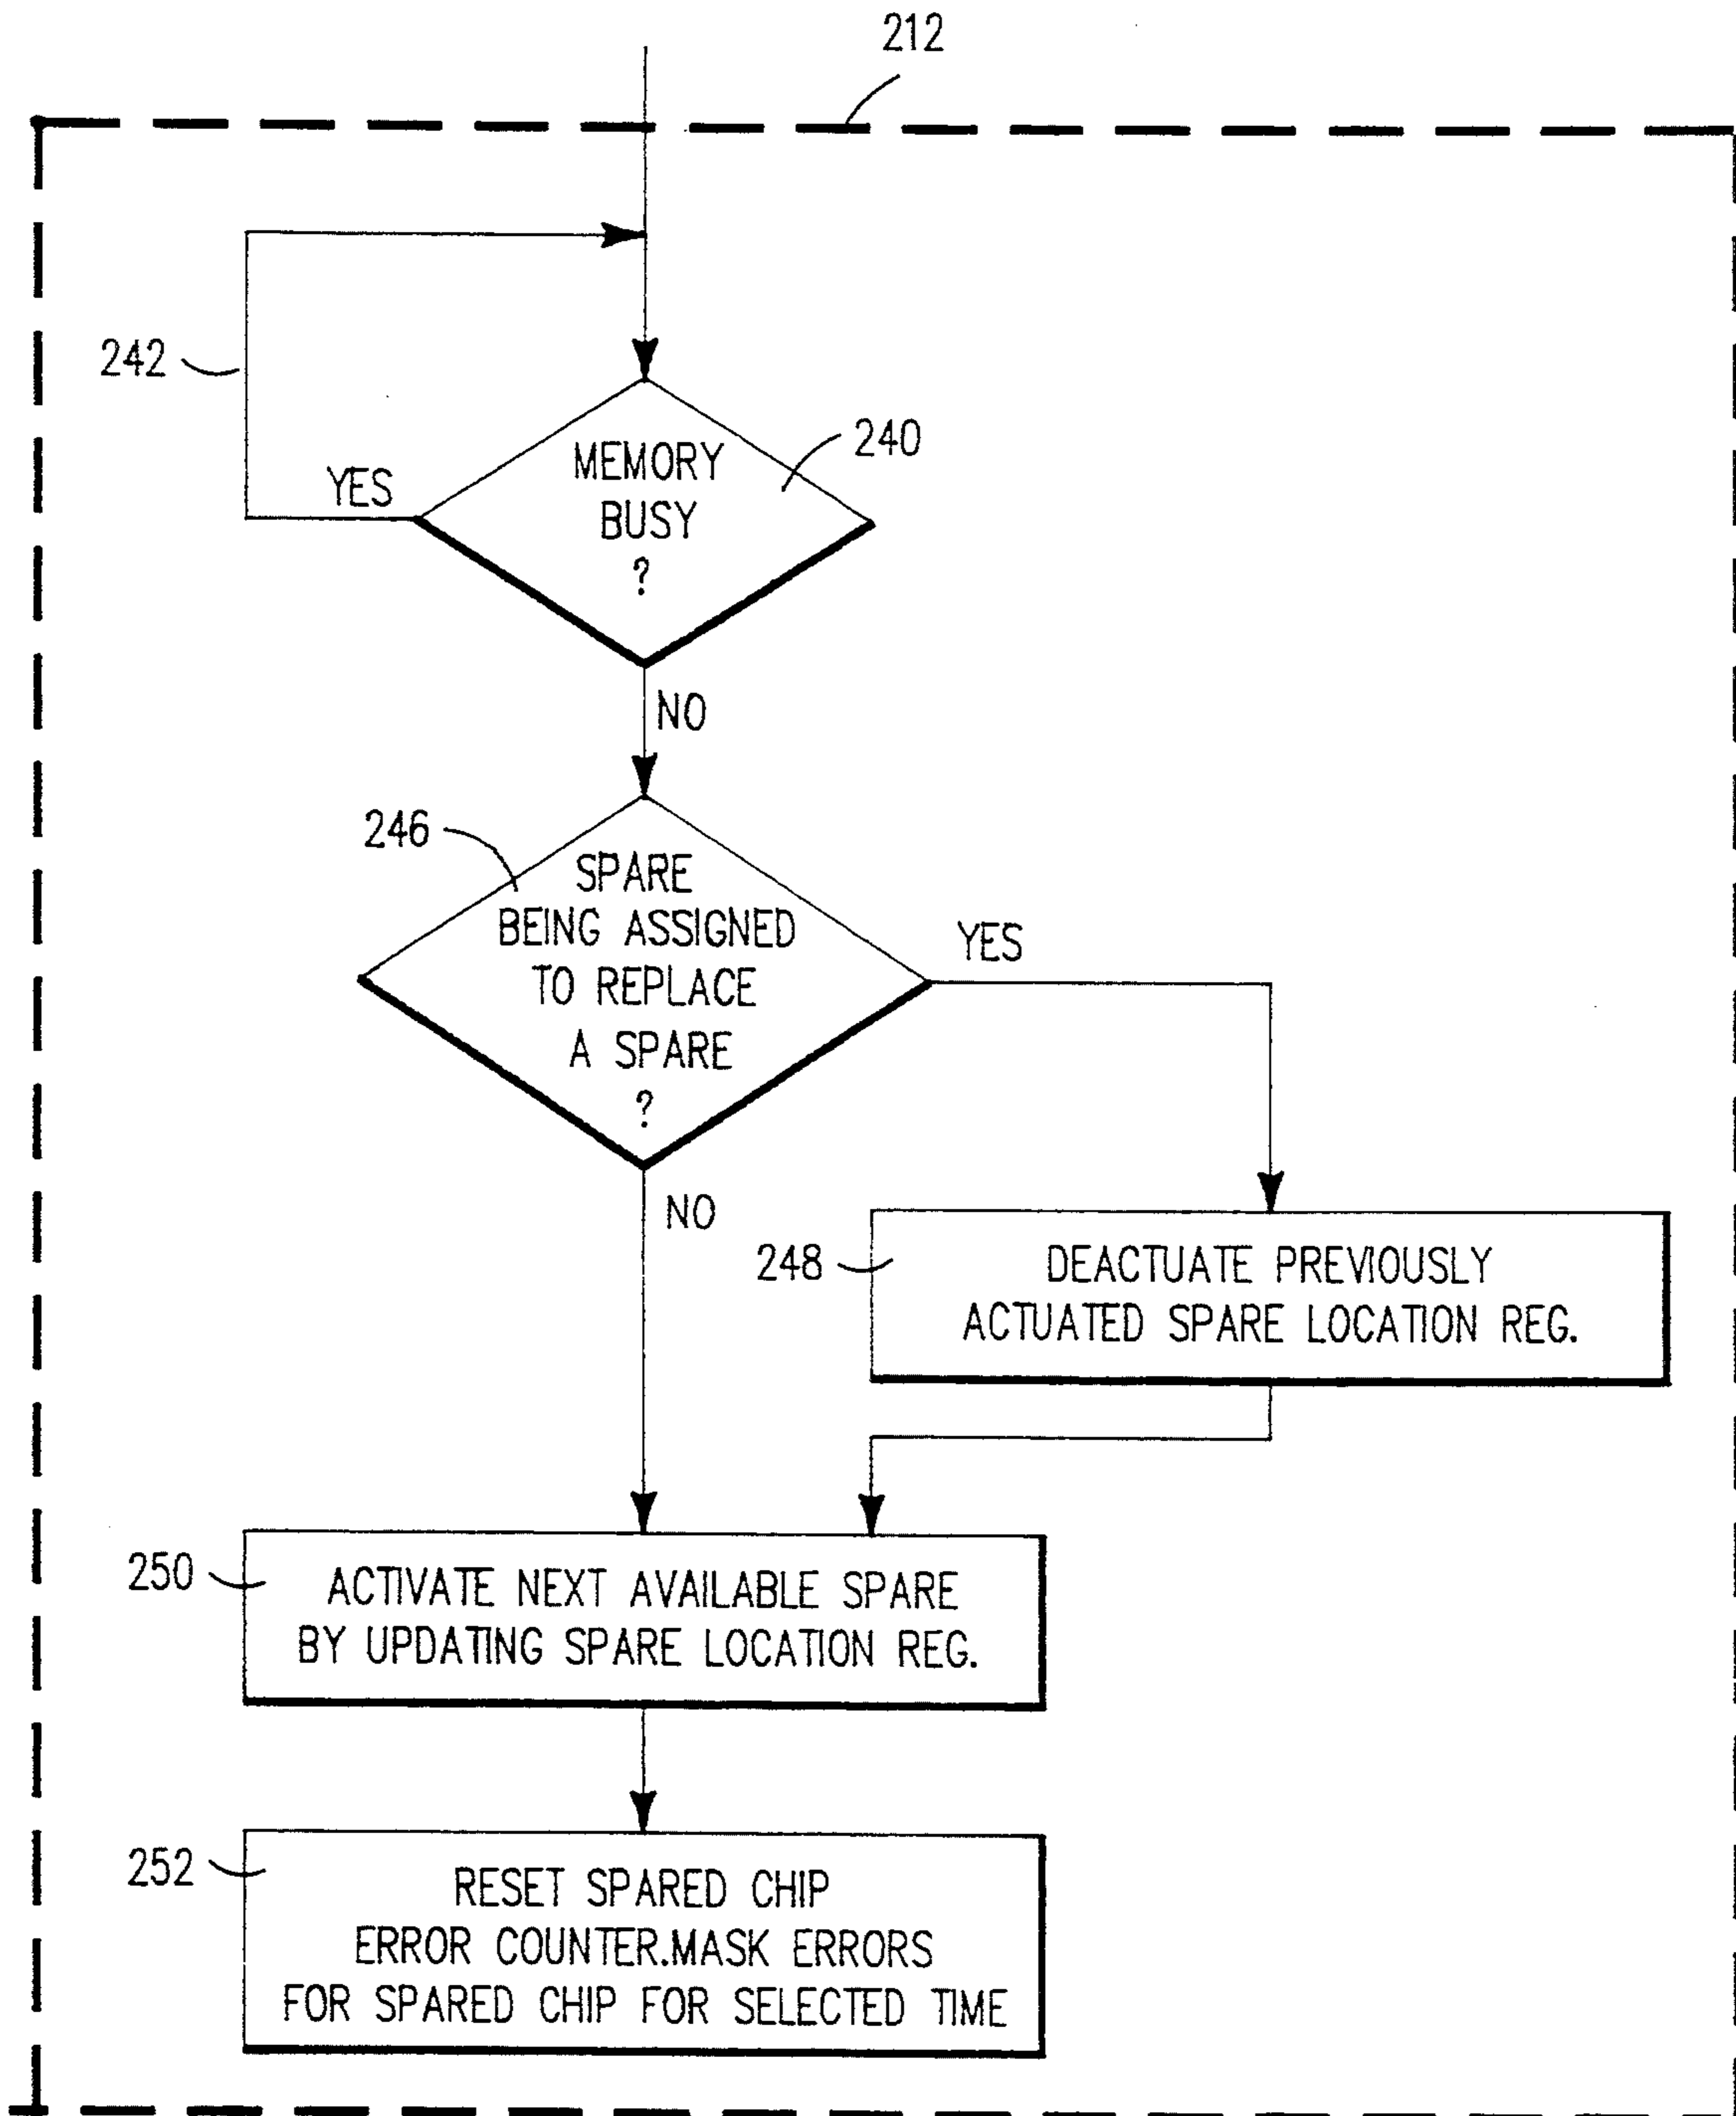 212
242
YES
MEMORY
BUSY
?
240
NO
246
SPARE
BEING ASSIGNED
TO REPLACE
A SPARE
?
YES
NO
248
DEACTUATE PREVIOUSLY
ACTUATED SPARE LOCATION REG.
250
ACTIVATE NEXT AVAILABLE SPARE
BY UPDATING SPARE LOCATION REG.
252
RESET SPARED CHIP
ERROR COUNTER.MASK ERRORS
FOR SPARED CHIP FOR SELECTED TIME